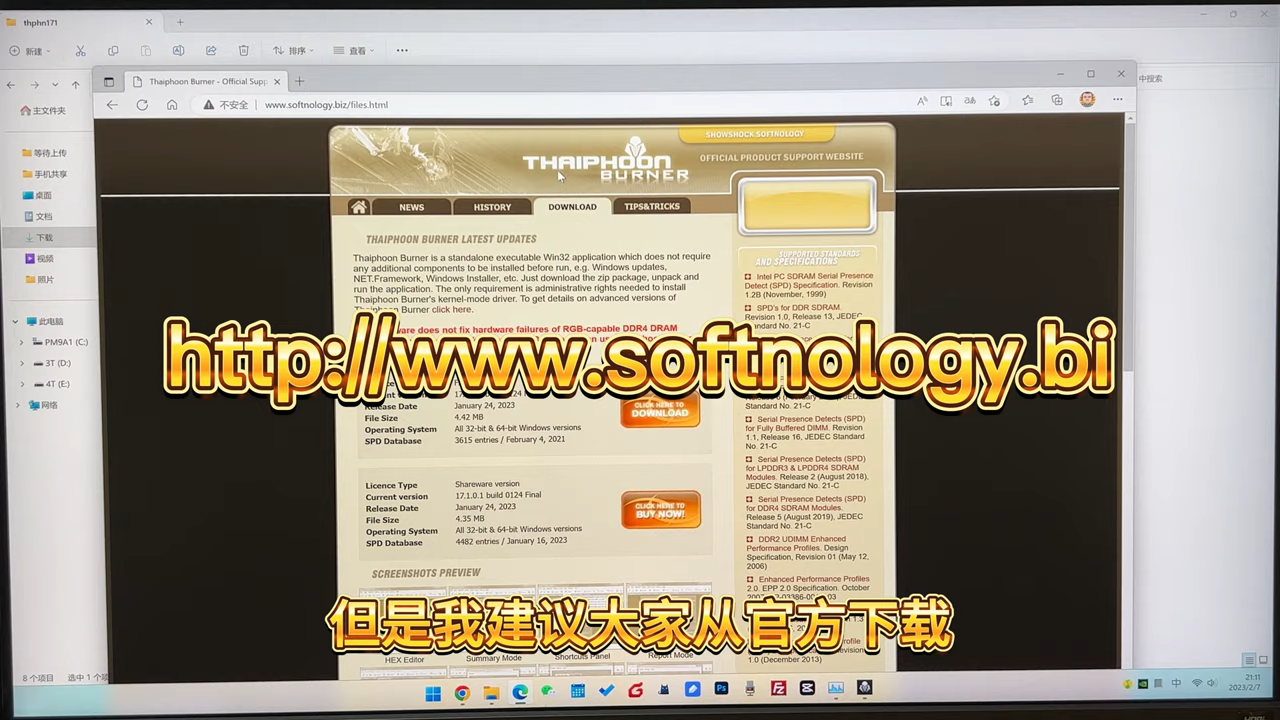 thphn171
新建
排序
查看
中搜索
Thaiphoon Burner - Official Supp
不安全
www.softnology.biz/files.html
主文件夹
等待上传
手机共享
桌面
文档
下载
视频
照片
此电脑
PM9A1 (C:)
3T (D:)
4T (E:)
网络
8 个项目
选中 1 个项
SHOWSHOCK SOFTNOLOGY
THAIPHOON BURNER
OFFICIAL PRODUCT SUPPORT WEBSITE
NEWS
HISTORY
DOWNLOAD
TIPS&TRICKS
THAIPHOON BURNER LATEST UPDATES
Thaiphoon Burner is a standalone executable Win32 application which does not require
any additional components to be installed before run, e.g. Windows updates,
NET.Framework, Windows Installer, etc. Just download the zip package, unpack and
run the application. The only requirement is administrative rights needed to install
Thaiphoon Burner's kernel-mode driver. To get details on advanced versions of
Burner click here.
does not fix hardware failures of RGB-capable DDR4 DRAM
http://www.softnology.bi
Release Date January 24, 2023
File Size 4.42 MB
Operating System All 32-bit & 64-bit Windows versions
SPD Database 3615 entries / February 4, 2021
CLICK HERE TO
DOWNLOAD
Licence Type Shareware version
Current version 17.1.0.1 build 0124 Final
Release Date January 24, 2023
File Size 4.35 MB
Operating System All 32-bit & 64-bit Windows versions
SPD Database 4482 entries / January 16, 2023
CLICK HERE TO
BUY NOW!
SCREENSHOTS PREVIEW
HEX Editor
Summary Mode
Shortcuts Panel
Report Mode
SUPPORTED STANDARDS
AND SPECIFICATIONS
Intel PC SDRAM Serial Presence
Detect (SPD) Specification. Revision
1.2B (November, 1999)
SPD's for DDR SDRAM.
Revision 1.0, Release 13, JEDEC
Standard No. 21-C
Standard No. 21-C
Serial Presence Detects (SPD)
for Fully Buffered DIMM. Revision
1.1, Release 16, JEDEC Standard
No. 21-C
Serial Presence Detects (SPD)
for LPDDR3 & LPDDR4 SDRAM
Modules. Release 2 (August 2018),
JEDEC Standard No. 21-C
Serial Presence Detects (SPD)
for DDR4 SDRAM Modules.
Release 5 (August 2019), JEDEC
Standard No. 21-C
DDR2 UDIMM Enhanced
Performance Profiles. Design
Specification, Revision 01 (May 12,
2006)
Enhanced Performance Profiles
2.0. EPP 2.0 Specification. October
1.0 (December 2013)
但是我建议大家从官方下载
中
21:11
2023/2/7